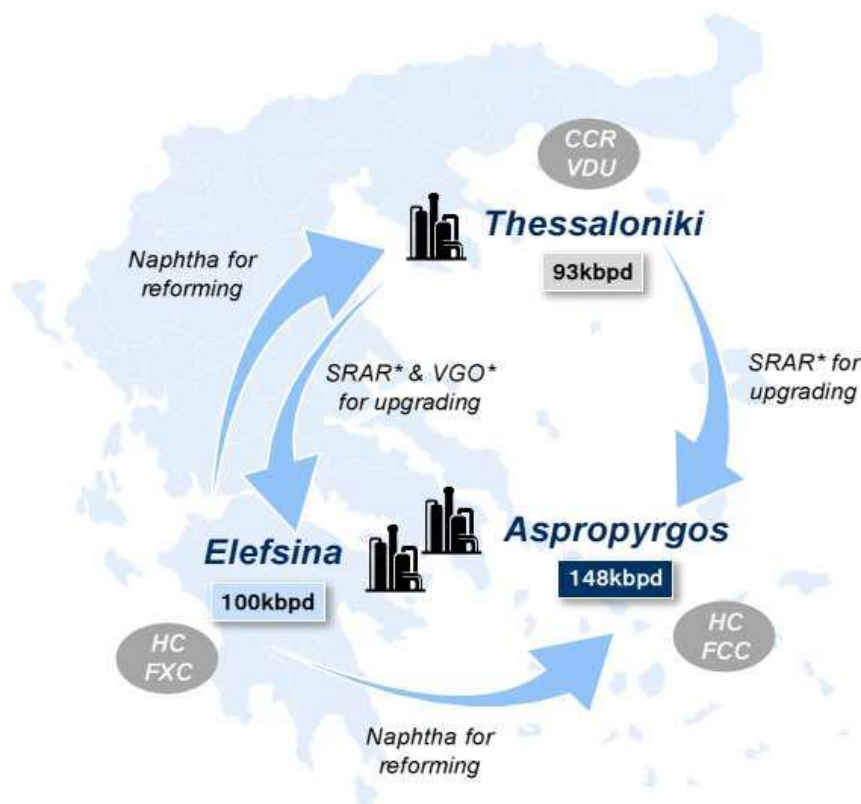 CCR
VDU
Thessaloniki
93kbpd
Naphtha for
reforming
SRAR* & VGO*
for upgrading
SRAR* for
upgrading
Elefsina
100kbpd
Aspropyrgos
148kbpd
HC
FXC
HC
FCC
Naphtha for
reforming